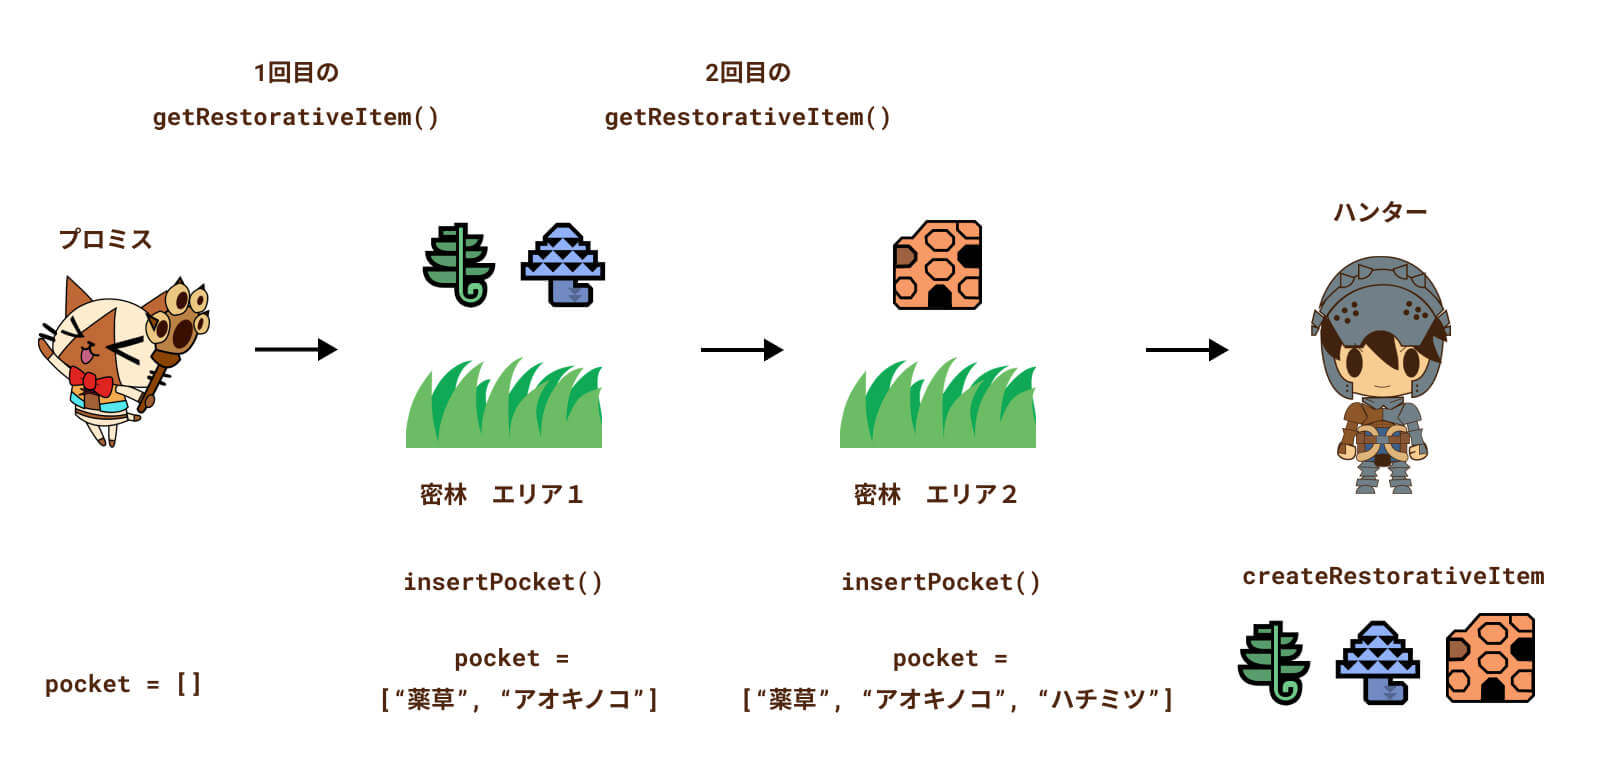 1回目の
getRestorativeItem()
2回目の
getRestorativeItem()
プロミス
ハンター
密林　エリア１
密林　エリア２
insertPocket()
insertPocket()
createRestorativeItem
pocket = []
pocket =
[“薬草”, “アオキノコ”]
pocket =
[“薬草”, “アオキノコ”, “ハチミツ”]